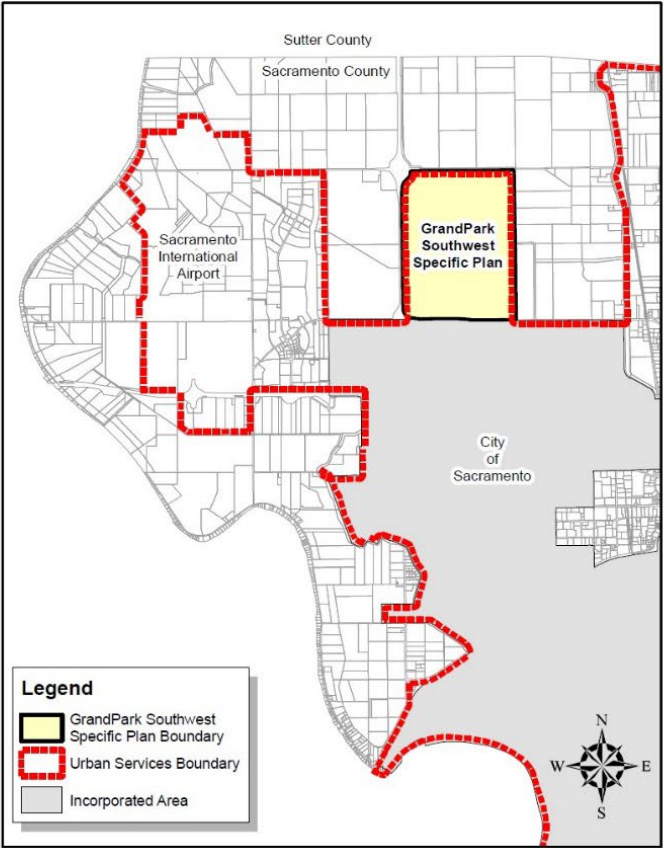 Sutter County
Sacramento County
GrandPark
Southwest
Specific Plan
Sacramento
International
Airport
City
of
Sacramento
Legend
GrandPark Southwest
Specific Plan Boundary
Urban Services Boundary
Incorporated Area
N
W
E
S